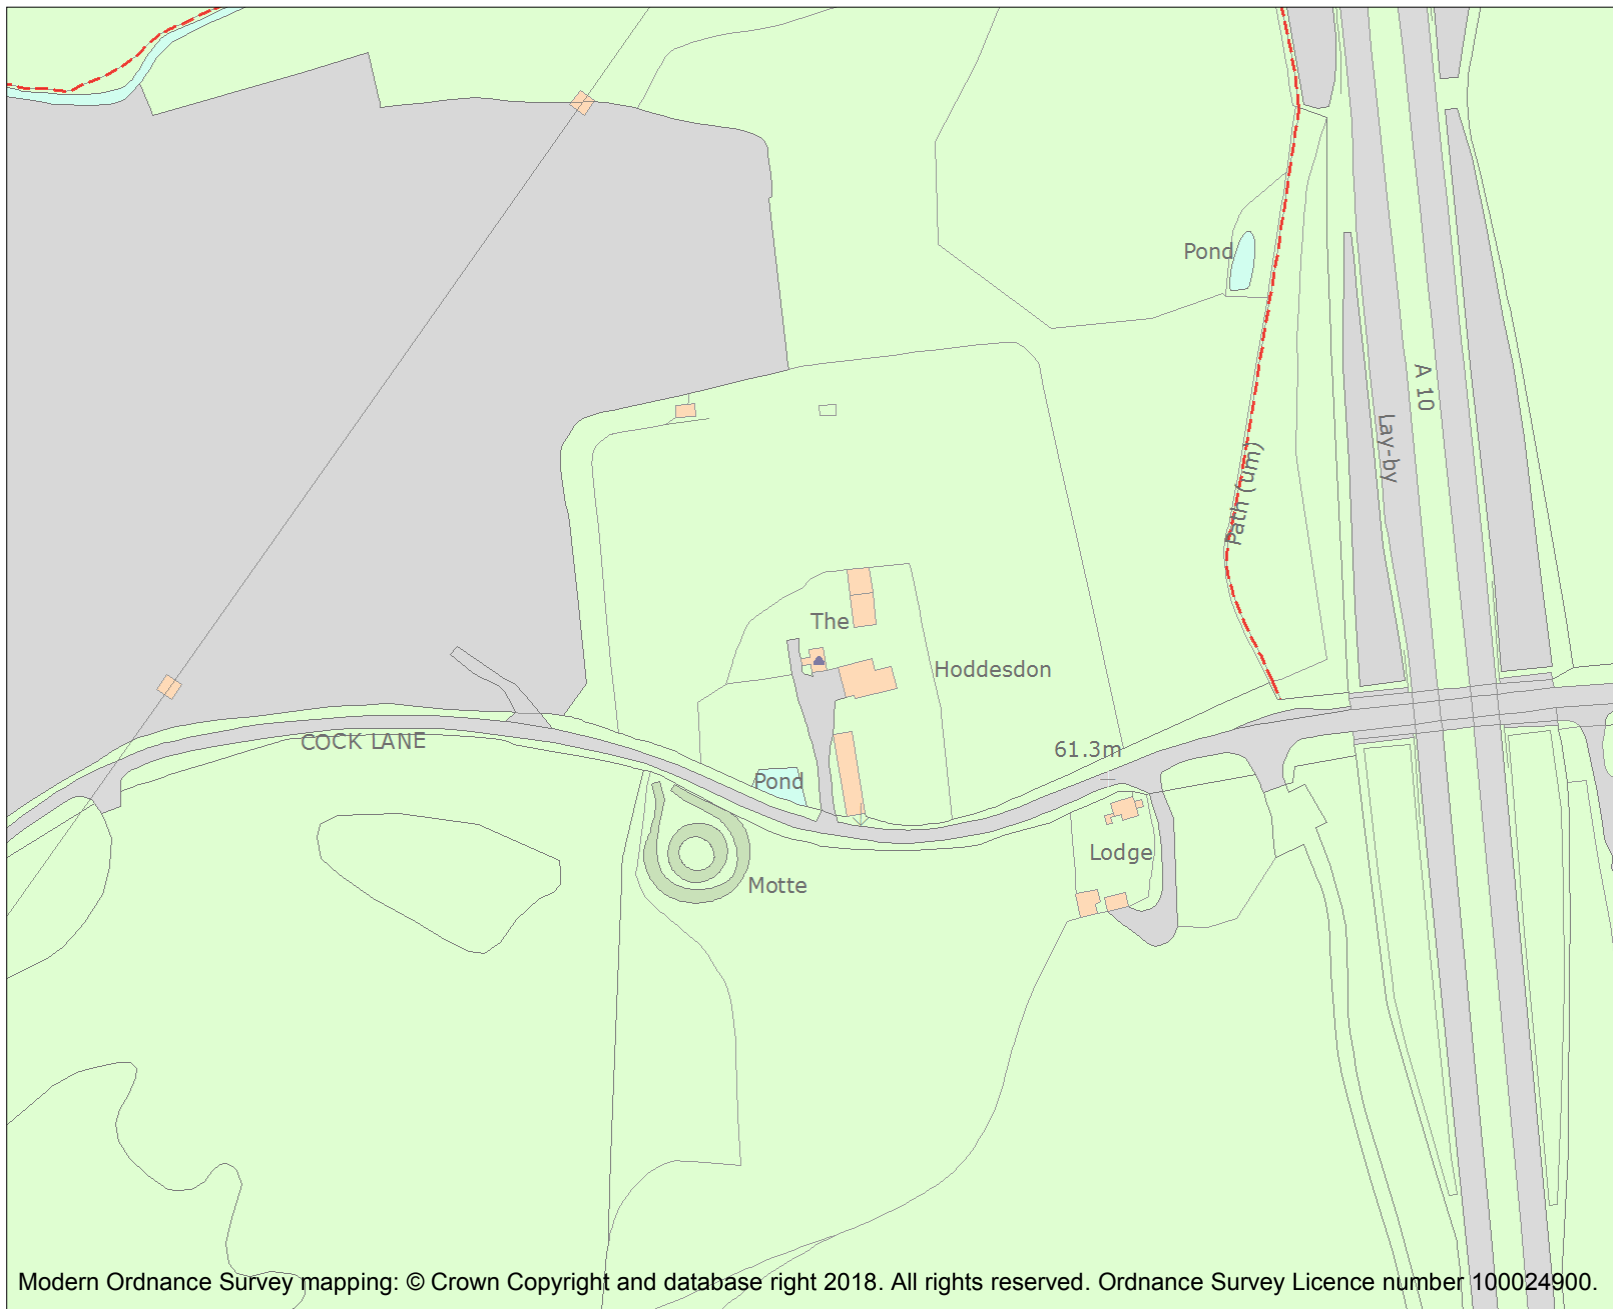 Pond
A 10
Lay-by
Path (um)
The
Hoddesdon
COCK LANE
61.3m
Pond
Lodge
Motte
Modern Ordnance Survey mapping: © Crown Copyright and database right 2018. All rights reserved. Ordnance Survey Licence number 100024900.